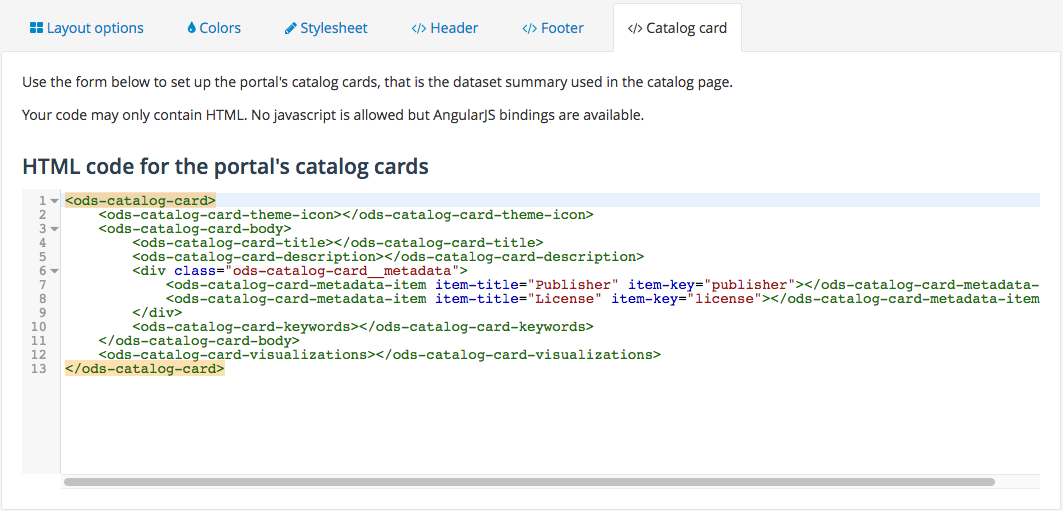 Layout options Colors Stylesheet </> Header </> Footer </> Catalog card
Use the form below to set up the portal's catalog cards, that is the dataset summary used in the catalog page.
Your code may only contain HTML. No javascript is allowed but AngularJS bindings are available.
HTML code for the portal's catalog cards
1 <ods-catalog-card>
2 <ods-catalog-card-theme-icon></ods-catalog-card-theme-icon>
3 <ods-catalog-card-body>
4 <ods-catalog-card-title></ods-catalog-card-title>
5 <ods-catalog-card-description></ods-catalog-card-description>
6 <div class="ods-catalog-card__metadata">
7 <ods-catalog-card-metadata-item item-title="Publisher" item-key="publisher"></ods-catalog-card-metadata-
8 <ods-catalog-card-metadata-item item-title="License" item-key="license"></ods-catalog-card-metadata-item
9 </div>
10 <ods-catalog-card-keywords></ods-catalog-card-keywords>
11 </ods-catalog-card-body>
12 <ods-catalog-card-visualizations></ods-catalog-card-visualizations>
13 </ods-catalog-card>